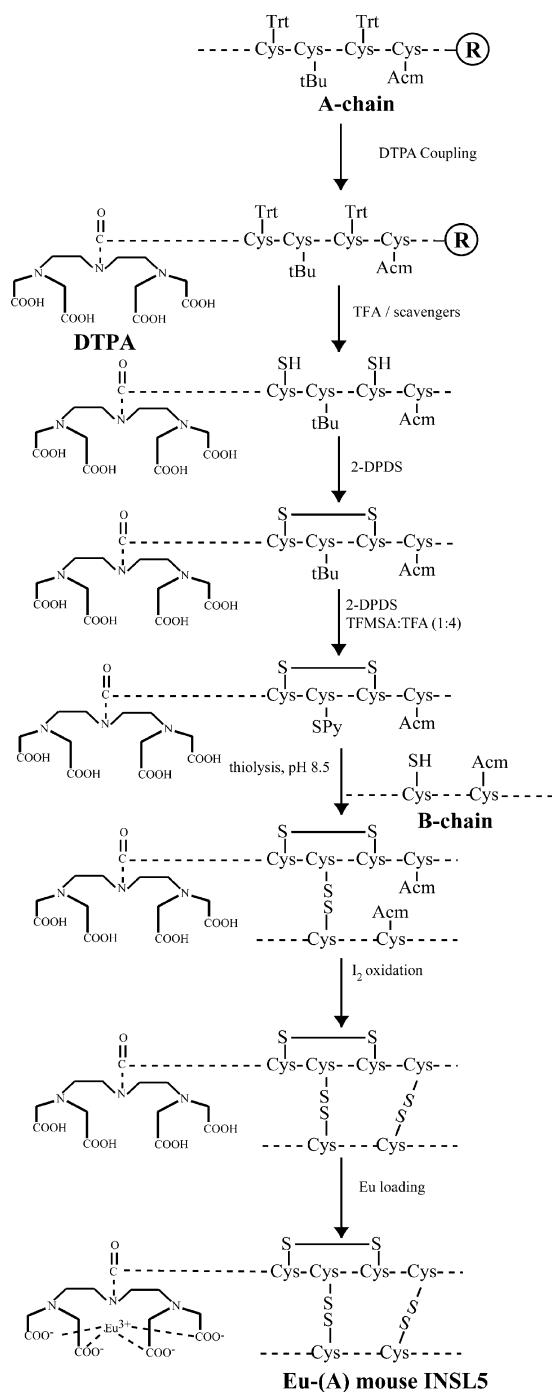 Trt Trt
Cys Cys Cys Cys R
tBu Acm
A-chain
DTPA Coupling
O
C
Trt Trt
Cys Cys Cys Cys R
tBu Acm
N N N
COOH COOH COOH COOH
DTPA
TFA / scavengers
O
C
SH SH
Cys Cys Cys Cys
tBu Acm
N N N
COOH COOH COOH COOH
2-DPDS
O
C
S S
Cys Cys Cys Cys
tBu Acm
N N N
COOH COOH COOH COOH
2-DPDS
TFMSA:TFA (1:4)
O
C
S S
Cys Cys Cys Cys
SPy Acm
N N N
COOH COOH COOH COOH
thiolysis, pH 8.5
SH Acm
Cys Cys
B-chain
O
C
S S
Cys Cys Cys Cys
S Acm
S Acm
Cys Cys
N N N
COOH COOH COOH COOH
I2 oxidation
O
C
S S
Cys Cys Cys Cys
S S
S S
Cys Cys
N N N
COOH COOH COOH COOH
Eu loading
O
C
S S
Cys Cys Cys Cys
S S
S S
Cys Cys
N N N
Eu3+
COO- COO- COO- COO-
Eu-(A) mouse INSL5